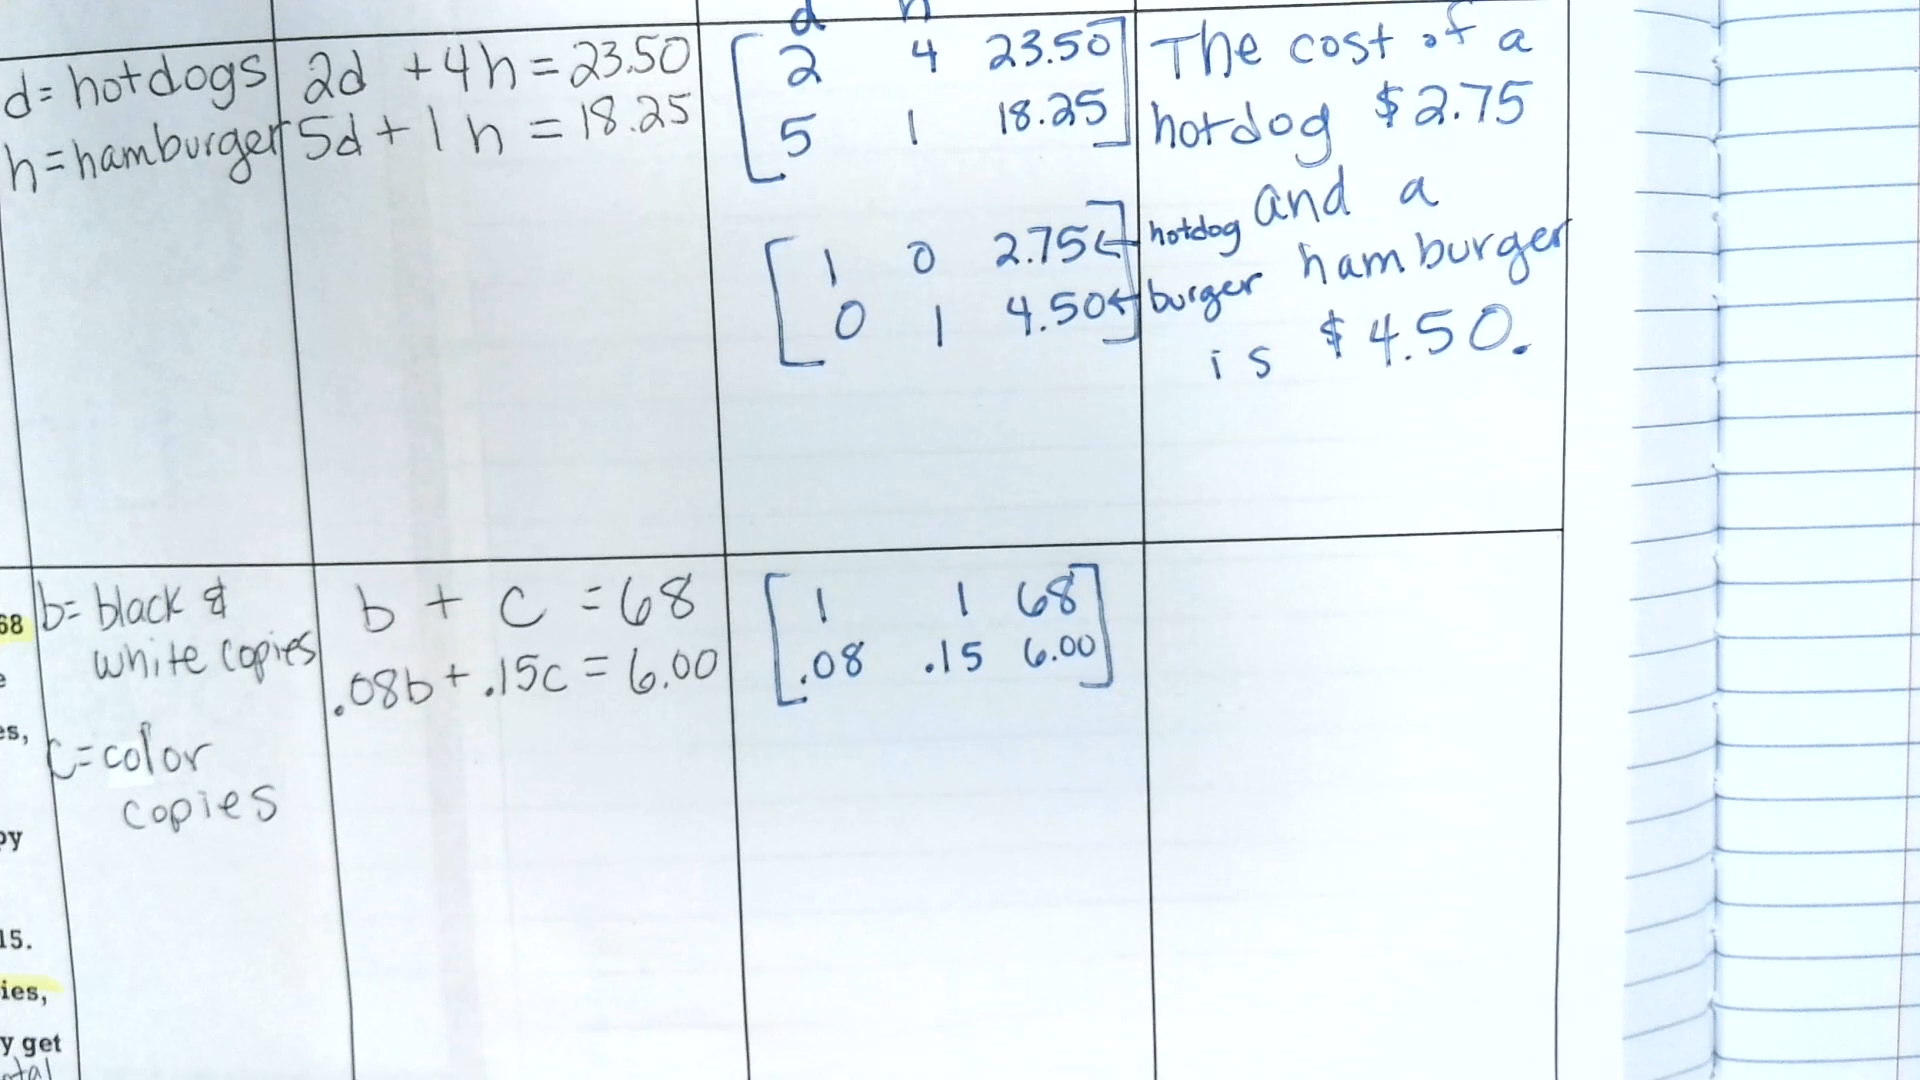 d= hotdogs
h= hamburger
2d + 4h = 23.50
5d + 1h = 18.25
d h
2 4 23.50
5 1 18.25
1 0 2.75 ← hotdog
0 1 4.50 ← burger
The cost of a
hotdog $2.75
and a
hamburger
is $4.50.
68
es,
py
15.
ies,
y get
b= black &
white copies
c= color
copies
b + c = 68
.08b + .15c = 6.00
1 1 68
.08 .15 6.00